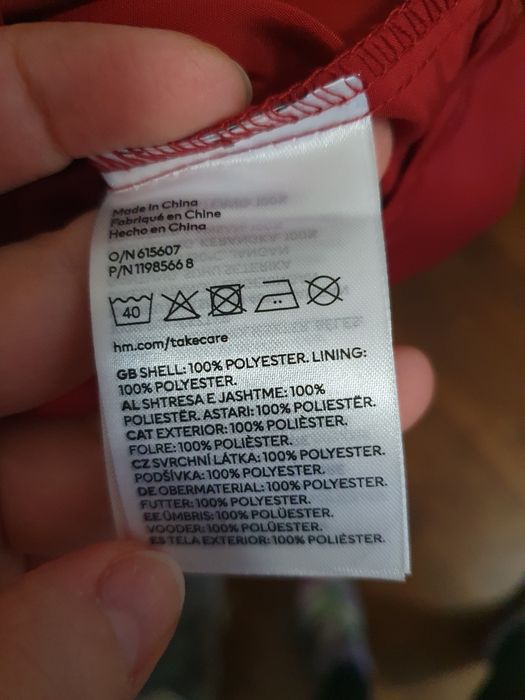 Made in China
Fabriqué en Chine
Hecho en China
O/N 615607
P/N 1198566 8
40
hm.com/takecare
GB SHELL: 100% POLYESTER. LINING:
100% POLYESTER.
AL SHTRESA E JASHTME: 100%
POLIESTËR. ASTARI: 100% POLIESTËR.
CAT EXTERIOR: 100% POLIÈSTER.
FOLRE: 100% POLIÈSTER.
CZ SVRCHNÍ LÁTKA: 100% POLYESTER.
PODŠÍVKA: 100% POLYESTER.
DE OBERMATERIAL: 100% POLYESTER.
FUTTER: 100% POLYESTER.
EE ÜMBRIS: 100% POLÜESTER.
VOODER: 100% POLÜESTER.
ES TELA EXTERIOR: 100% POLIÉSTER.